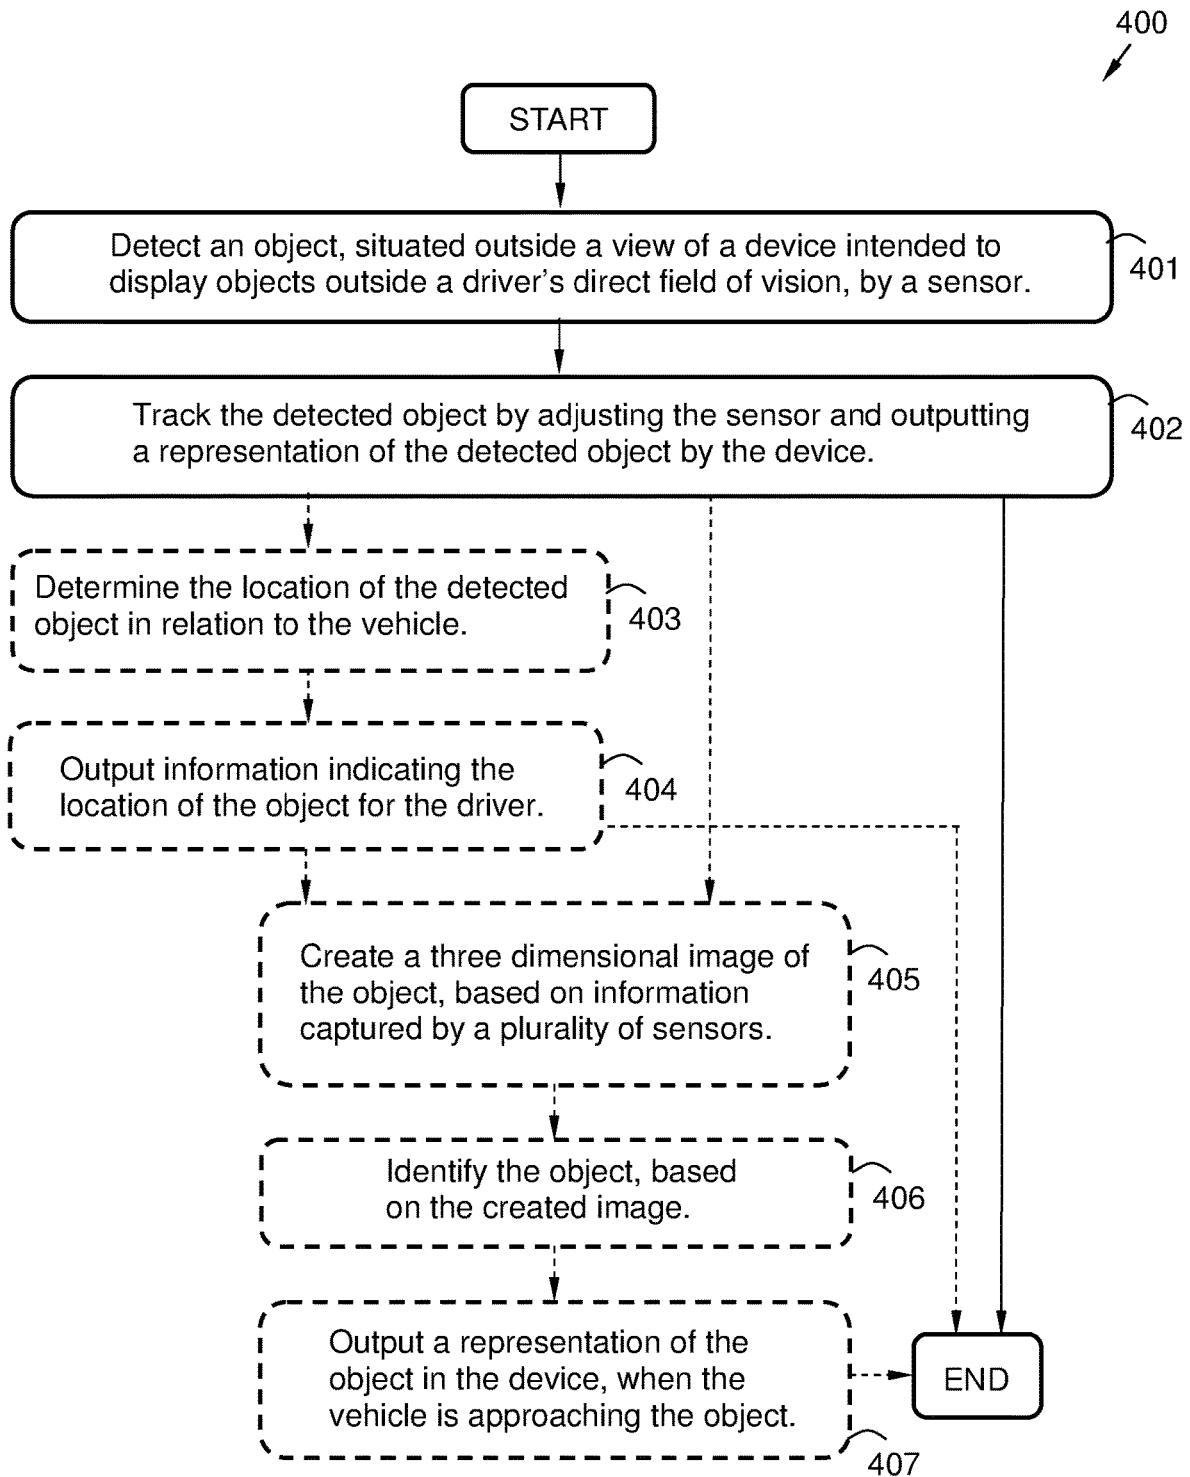 400
START
Detect an object, situated outside a view of a device intended to
display objects outside a driver's direct field of vision, by a sensor.
401
Track the detected object by adjusting the sensor and outputting
a representation of the detected object by the device.
402
Determine the location of the detected
object in relation to the vehicle.
403
Output information indicating the
location of the object for the driver.
404
Create a three dimensional image of
the object, based on information
captured by a plurality of sensors.
405
Identify the object, based
on the created image.
406
Output a representation of the
object in the device, when the
vehicle is approaching the object.
407
END